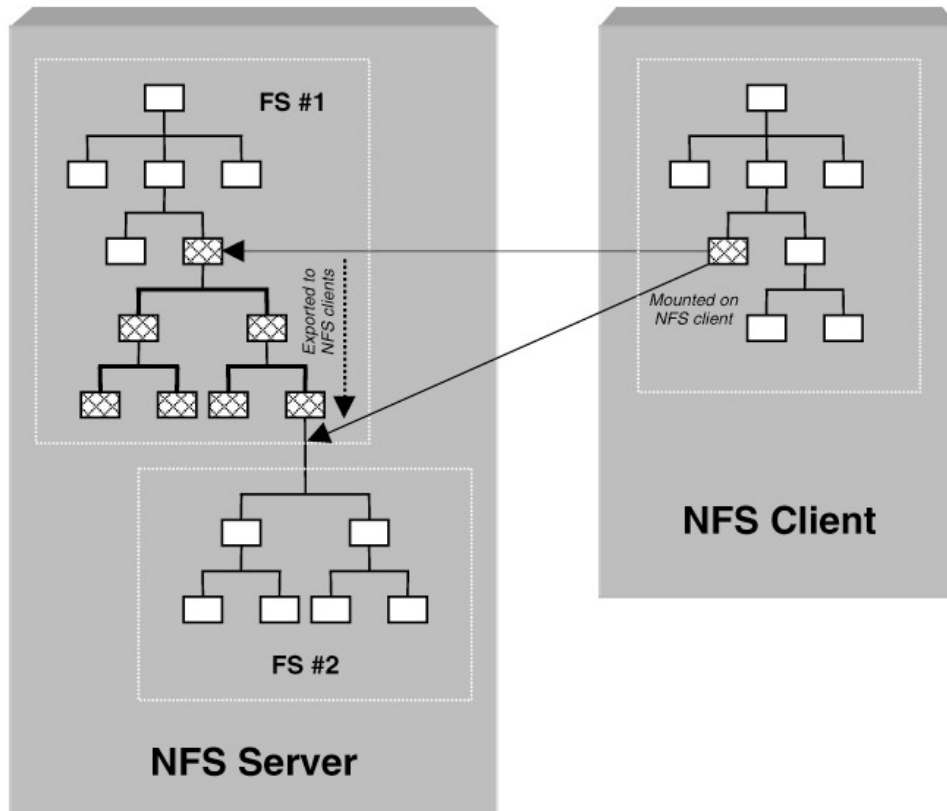 FS #1
Exported to
NFS clients
Mounted on
NFS client
NFS Client
FS #2
NFS Server